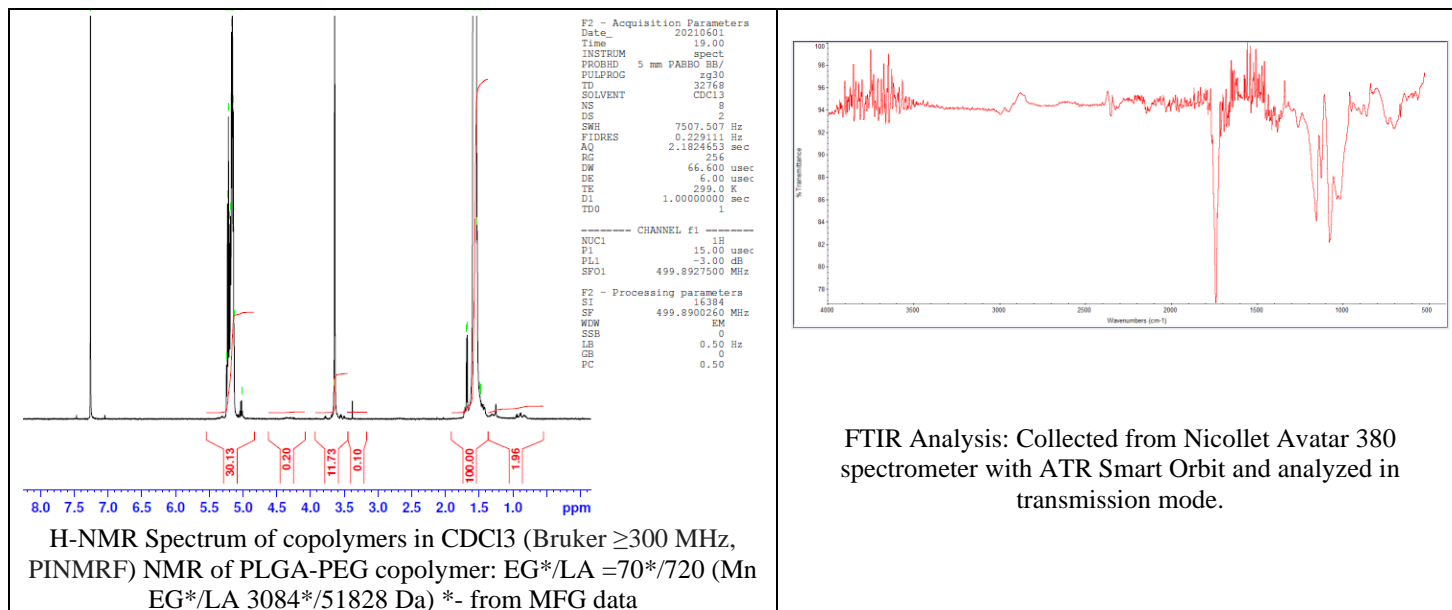 F2 - Acquisition Parameters
Date_ 20210601
Time 19.00
INSTRUM spect
PROBHD 5 mm PABBO BB/
PULPROG zg30
TD 32768
SOLVENT CDCl3
NS 8
DS 2
SWH 7507.507 Hz
FIDRES 0.229111 Hz
AQ 2.1824653 sec
RG 256
DW 66.600 usec
DE 6.00 usec
TE 299.0 K
D1 1.00000000 sec
TD0 1
======== CHANNEL f1 ========
NUC1 1H
P1 15.00 usec
PL1 -3.00 dB
SFO1 499.8927500 MHz
F2 - Processing parameters
SI 16384
SF 499.8900260 MHz
WDW EM
SSB 0
LB 0.50 Hz
GB 0
PC 0.50
30.13 0.20 11.73 0.10 100.00 1.96
8.0 7.5 7.0 6.5 6.0 5.5 5.0 4.5 4.0 3.5 3.0 2.5 2.0 1.5 1.0 ppm
H-NMR Spectrum of copolymers in CDCl3 (Bruker ≥300 MHz,
PINMRF) NMR of PLGA-PEG copolymer: EG*/LA =70*/720 (Mn
EG*/LA 3084*/51828 Da) *- from MFG data
100
98
96
94
92
90
88
86
84
82
80
78
%Transmittance
4000 3500 3000 2500 2000 1500 1000 500
Wavenumbers (cm-1)
FTIR Analysis: Collected from Nicollet Avatar 380
spectrometer with ATR Smart Orbit and analyzed in
transmission mode.